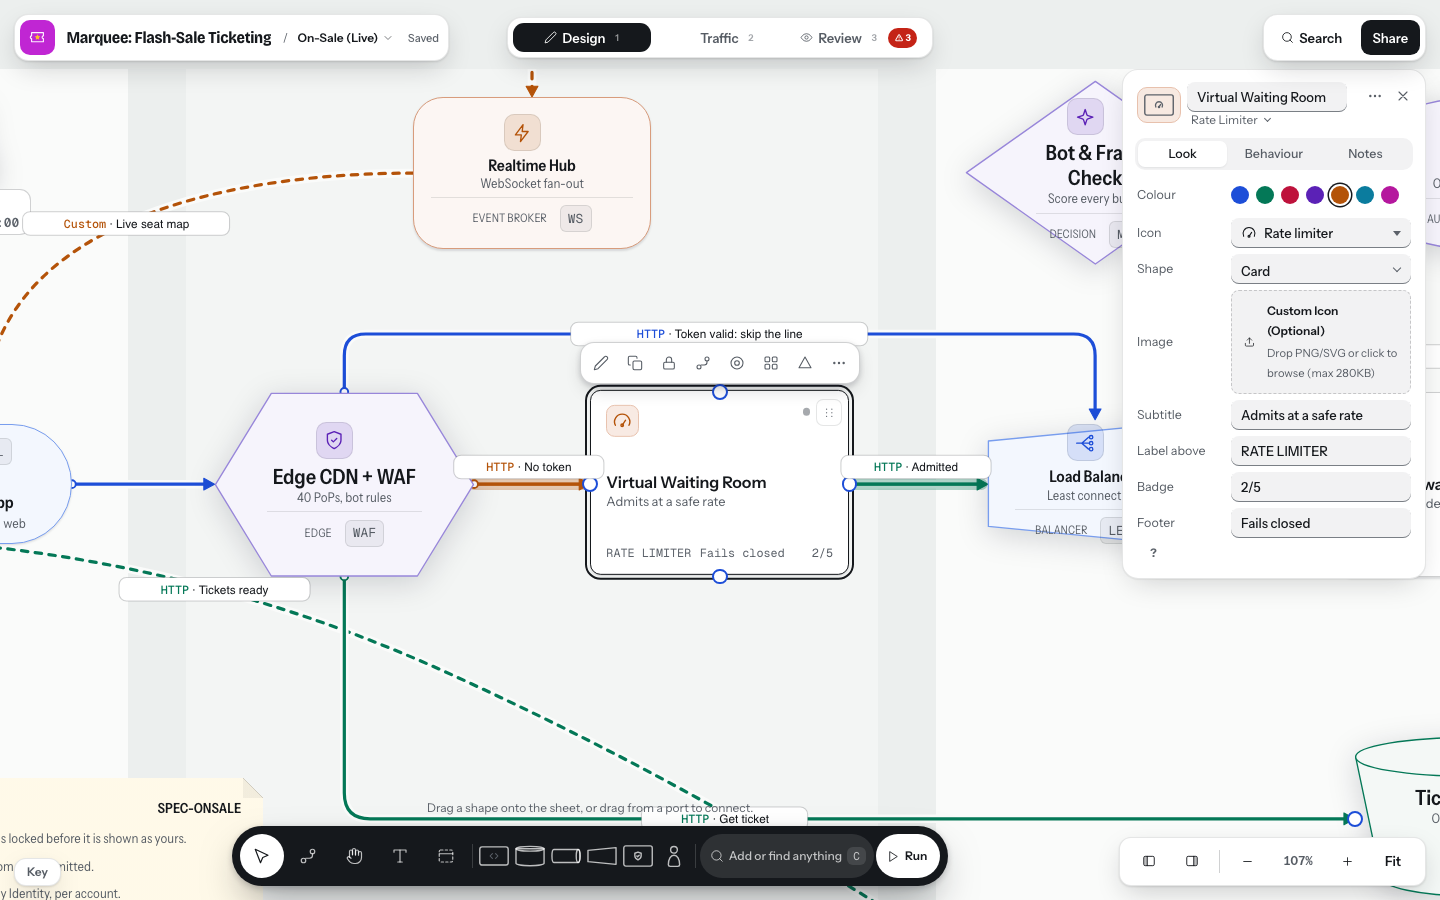 Marquee: Flash-Sale Ticketing / On-Sale (Live) Saved
Design 1
Traffic 2
Review 3
3
Search
Share
Realtime Hub
WebSocket fan-out
EVENT BROKER WS
:00
Custom · Live seat map
Bot & Fra
Check
Score every bu
DECISION
Virtual Waiting Room
Rate Limiter
Look
Behaviour
Notes
Colour
Icon
Rate limiter
Shape
Card
Image
Custom Icon
(Optional)
Drop PNG/SVG or click to
browse (max 280KB)
Subtitle
Admits at a safe rate
Label above
RATE LIMITER
Badge
2/5
Footer
Fails closed
?
AU
HTTP · Token valid: skip the line
Edge CDN + WAF
40 PoPs, bot rules
EDGE WAF
HTTP · No token
Virtual Waiting Room
Admits at a safe rate
RATE LIMITER Fails closed 2/5
HTTP · Admitted
Load Balanc
Least connect
BALANCER LE
pp
web
HTTP · Tickets ready
SPEC-ONSALE
s locked before it is shown as yours.
mitted.
y Identity, per account.
Key
Drag a shape onto the sheet, or drag from a port to connect.
HTTP · Get ticket
Add or find anything C
Run
Tic
107%
Fit